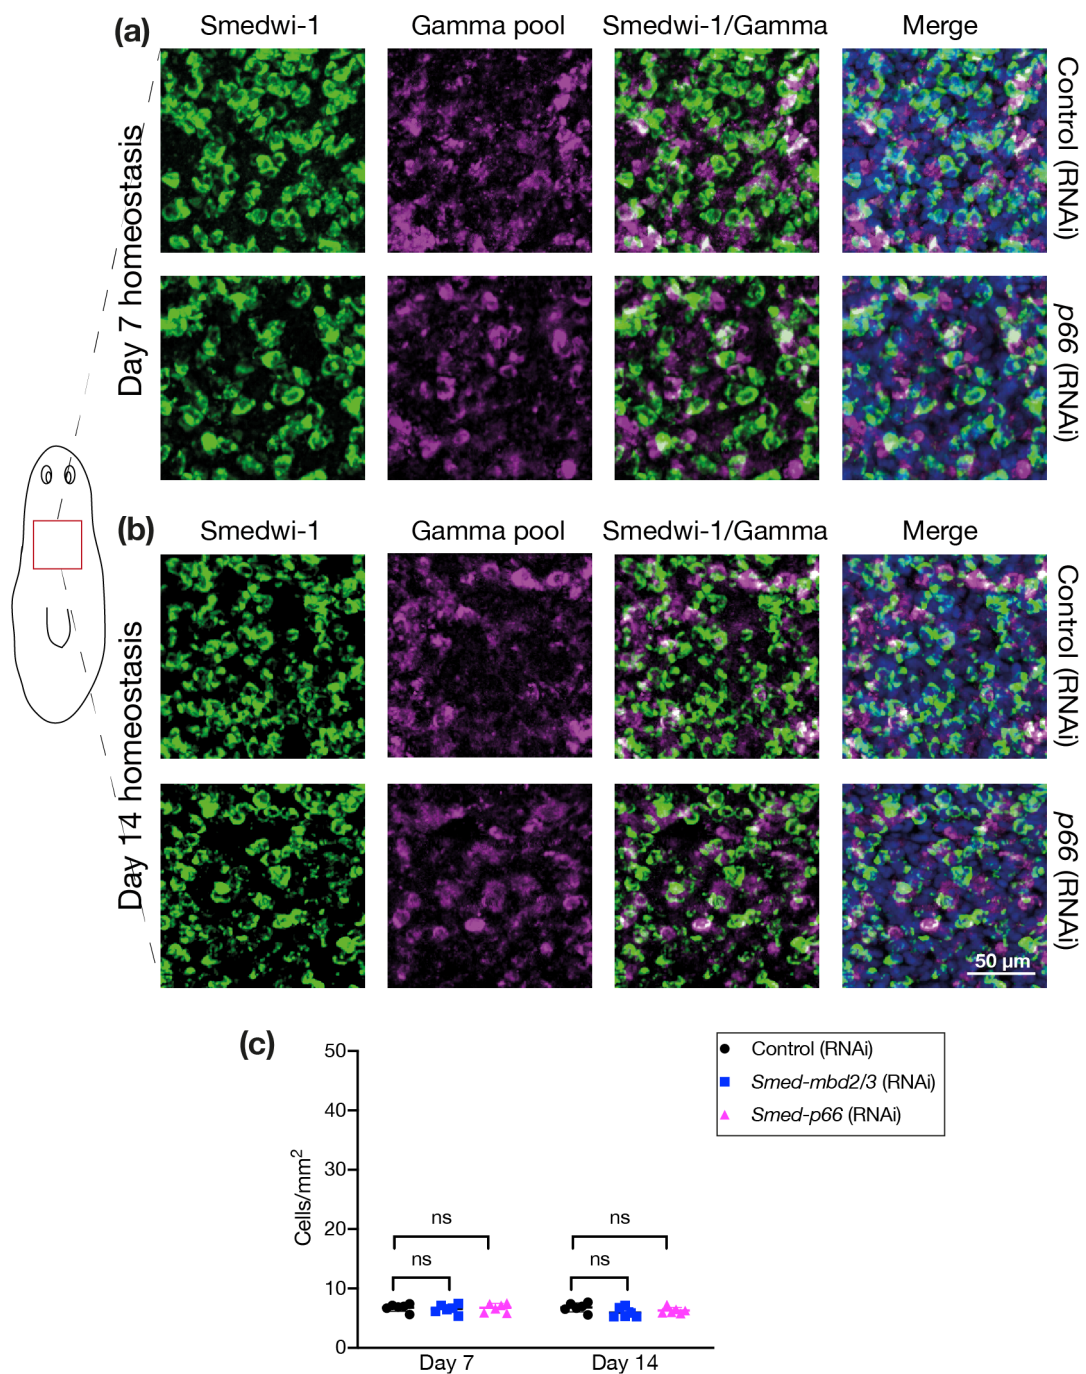 (a)
Smedwi-1 Gamma pool Smedwi-1/Gamma Merge
Day 7 homeostasis
Control (RNAi)
p66 (RNAi)
(b)
Smedwi-1 Gamma pool Smedwi-1/Gamma Merge
Day 14 homeostasis
Control (RNAi)
p66 (RNAi)
50 µm
(c)
Control (RNAi)
Smed-mbd2/3 (RNAi)
Smed-p66 (RNAi)
Cells/mm²
50
40
30
20
10
0
ns
ns
ns
ns
Day 7
Day 14